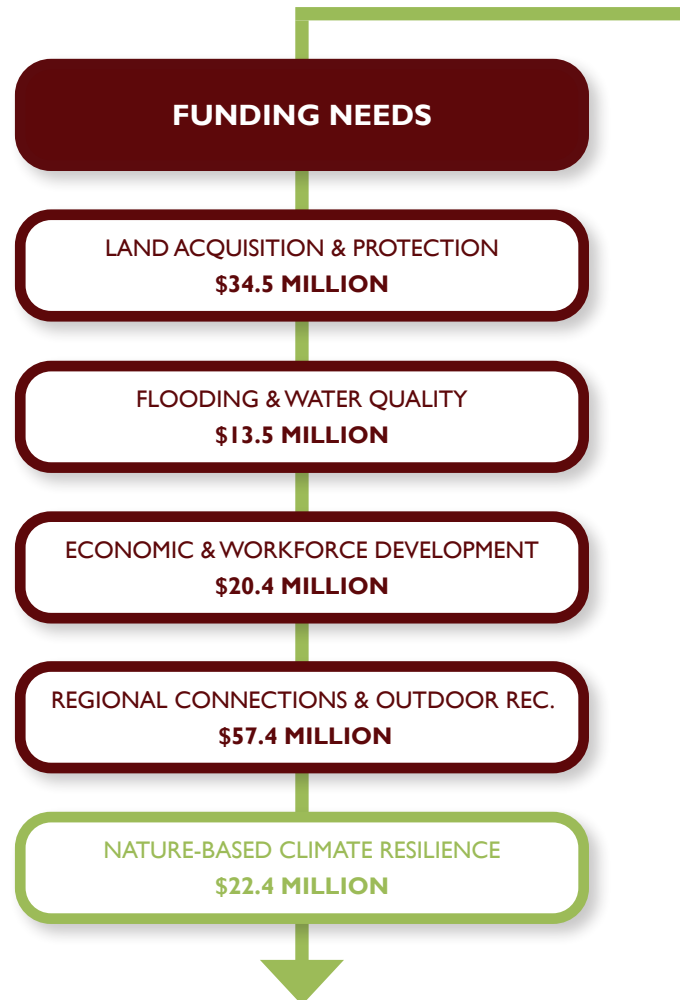 FUNDING NEEDS
LAND ACQUISITION & PROTECTION
$34.5 MILLION
FLOODING & WATER QUALITY
$13.5 MILLION
ECONOMIC & WORKFORCE DEVELOPMENT
$20.4 MILLION
REGIONAL CONNECTIONS & OUTDOOR REC.
$57.4 MILLION
NATURE-BASED CLIMATE RESILIENCE
$22.4 MILLION